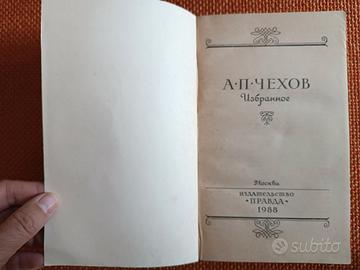 А·П·ЧЕХОВ
Избранное
Москва
ИЗДАТЕЛЬСТВО
«ПРАВДА»
1988
subito